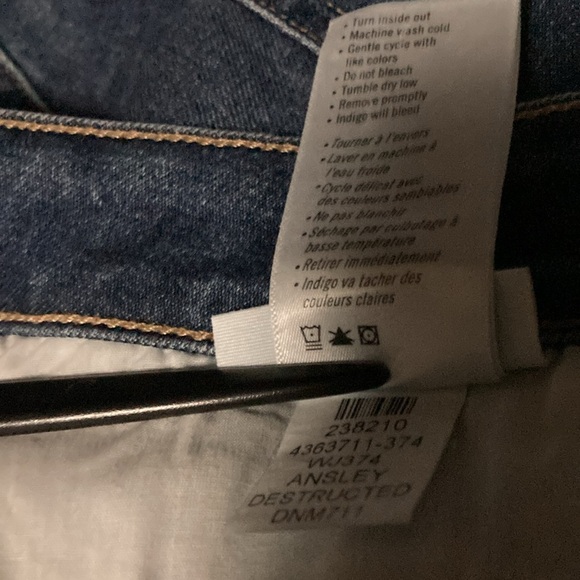 • Turn inside out
• Machine wash cold
• Gentle cycle with
like colors
• Do not bleach
• Tumble dry low
• Remove promptly
• Indigo will bleed
• Tourner à l'envers
• Laver en machine à
l'eau froide
• Cycle délicat avec
des couleurs semblables
• Ne pas blanchir
• Séchage par culbutage à
basse température
• Retirer immédiatement
• Indigo va tacher des
couleurs claires
238210
4363711-374
WJ374
ANSLEY
DESTRUCTED
DNM711